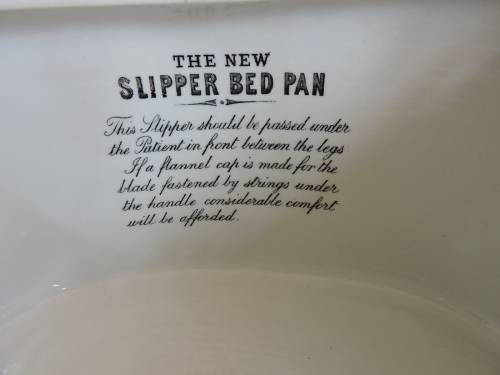 THE NEW
SLIPPER BED PAN
This Slipper should be passed under
the Patient in front between the legs
If a flannel cap is made for the
blade fastened by strings under
the handle considerable comfort
will be afforded.